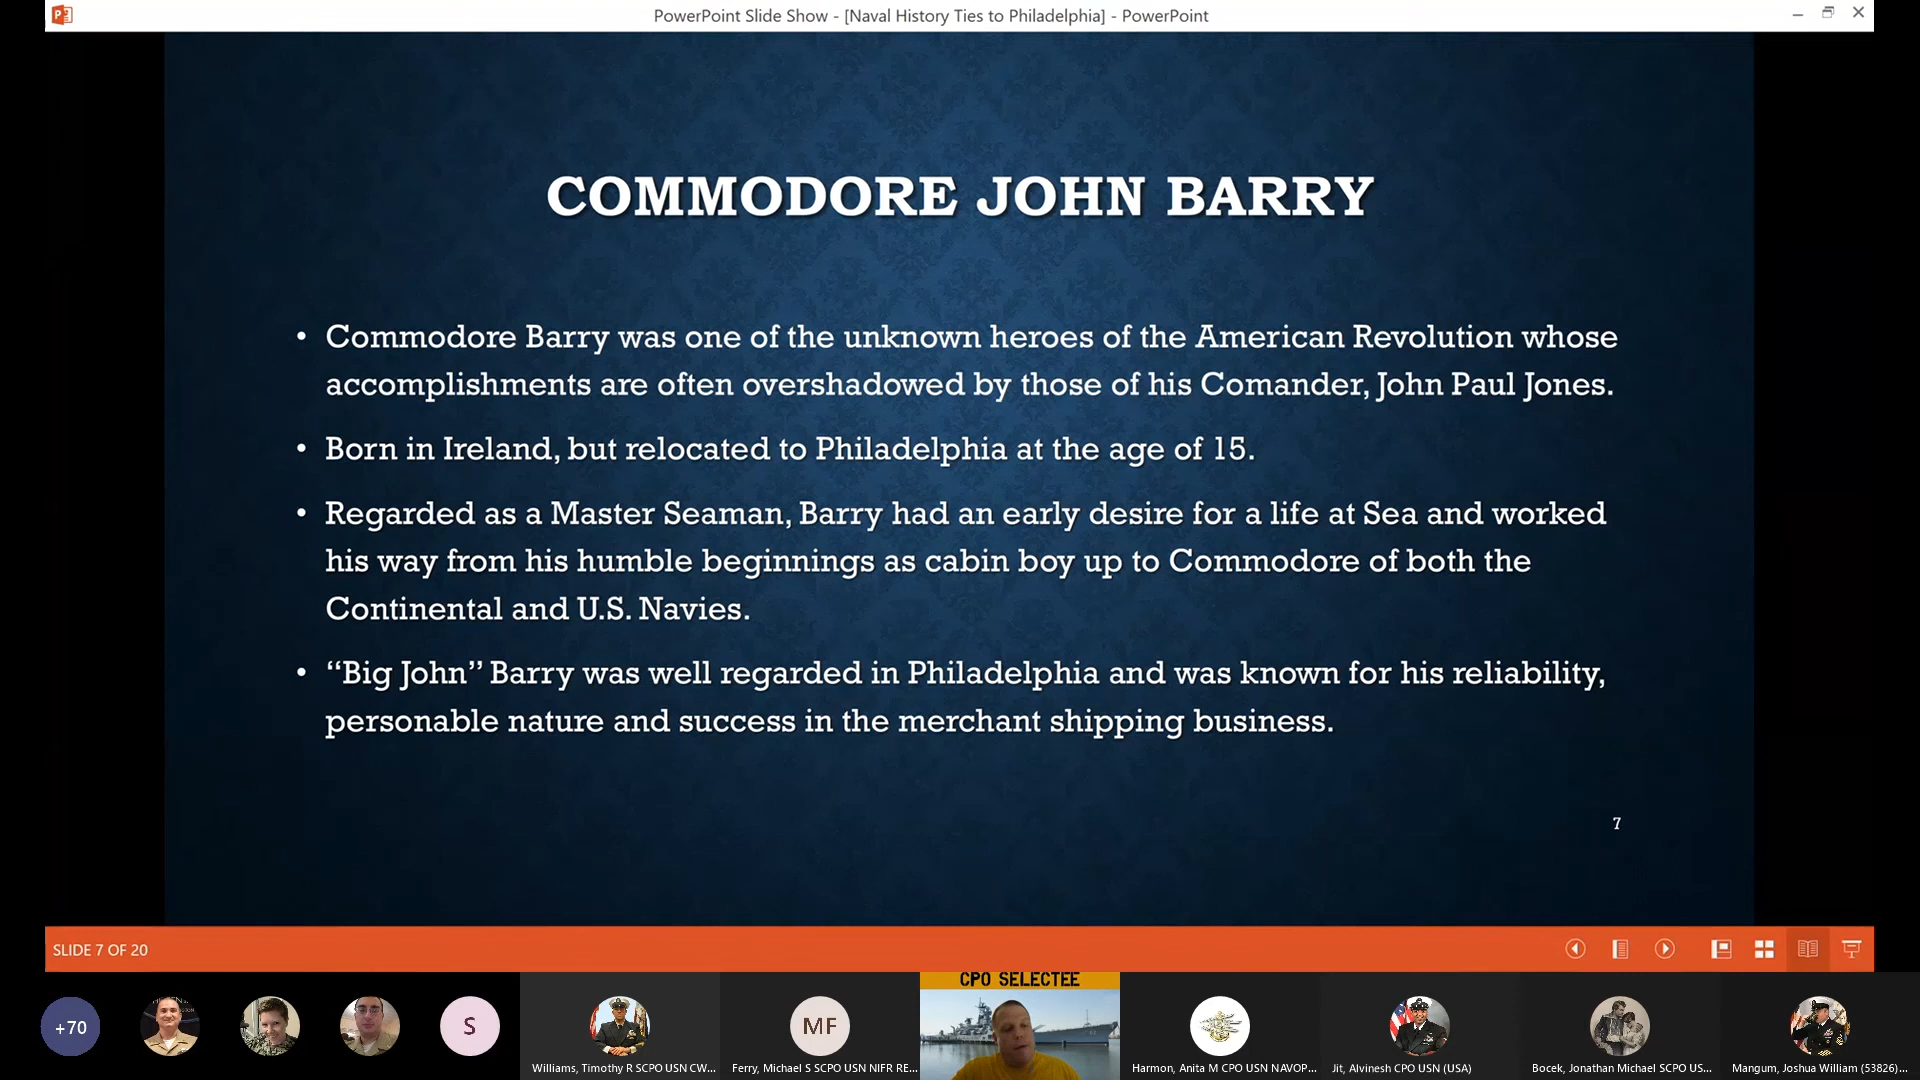 PowerPoint Slide Show - [Naval History Ties to Philadelphia] - PowerPoint
COMMODORE JOHN BARRY
• Commodore Barry was one of the unknown heroes of the American Revolution whose
accomplishments are often overshadowed by those of his Comander, John Paul Jones.
• Born in Ireland, but relocated to Philadelphia at the age of 15.
• Regarded as a Master Seaman, Barry had an early desire for a life at Sea and worked
his way from his humble beginnings as cabin boy up to Commodore of both the
Continental and U.S. Navies.
• “Big John” Barry was well regarded in Philadelphia and was known for his reliability,
personable nature and success in the merchant shipping business.
7
SLIDE 7 OF 20
CPO SELECTEE
+70
S
MF
Williams, Timothy R SCPO USN CW...
Ferry, Michael S SCPO USN NIFR RE...
Harmon, Anita M CPO USN NAVOP...
Jit, Alvinesh CPO USN (USA)
Bocek, Jonathan Michael SCPO US...
Mangum, Joshua William (53826)...